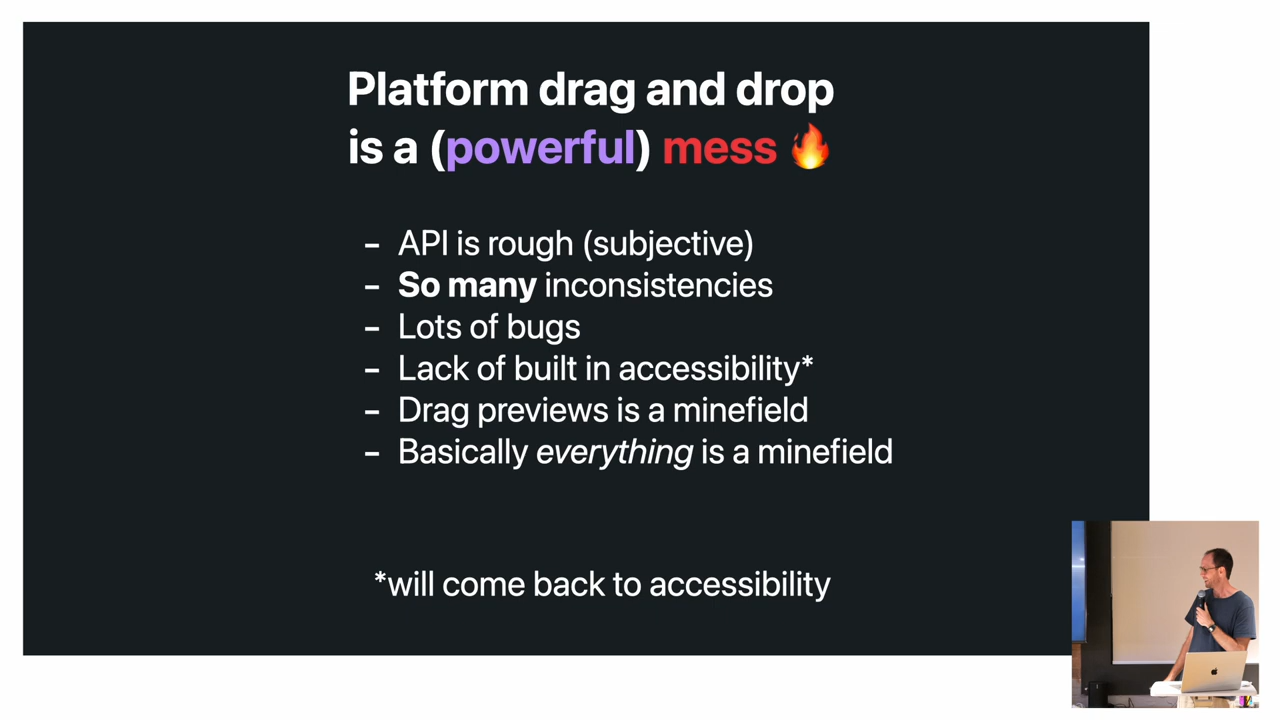 Platform drag and drop
is a (powerful) mess 🔥
- API is rough (subjective)
- So many inconsistencies
- Lots of bugs
- Lack of built in accessibility*
- Drag previews is a minefield
- Basically everything is a minefield
*will come back to accessibility